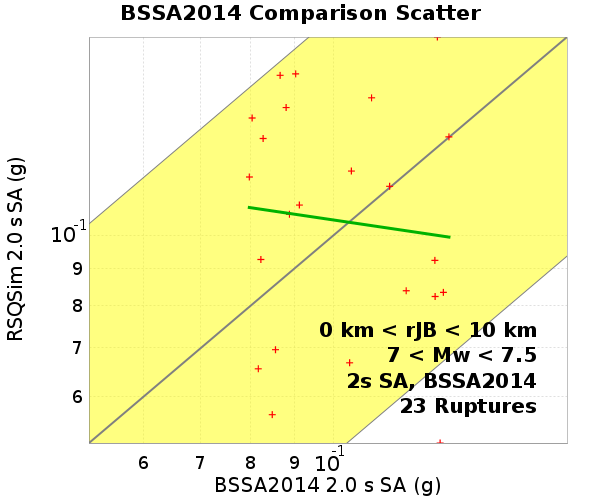 BSSA2014 Comparison Scatter
RSQSim 2.0 s SA (g)
10-1
9
8
7
6
0 km < rJB < 10 km
7 < Mw < 7.5
2s SA, BSSA2014
23 Ruptures
6 7 8 9 10-1
BSSA2014 2.0 s SA (g)